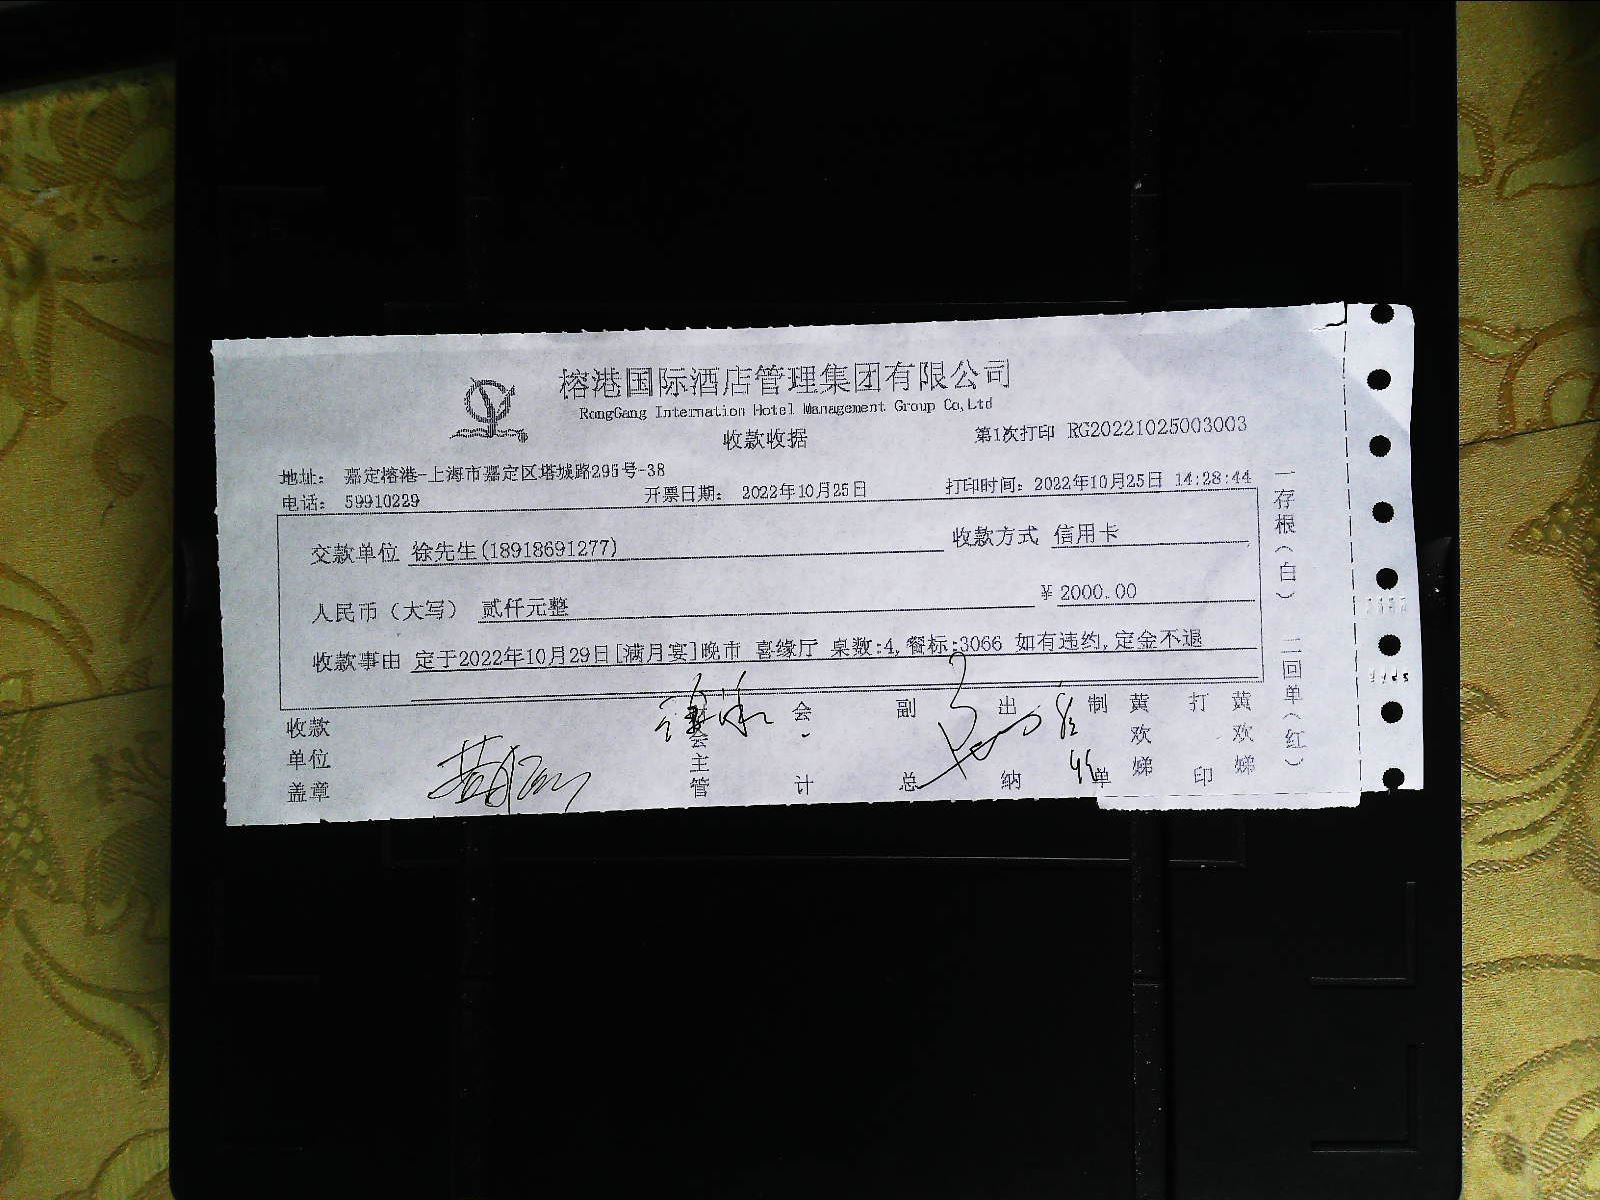 榕港国际酒店管理集团有限公司
RongGang Internation Hotel Management Group Co,Ltd
收款收据
第1次打印 RG20221025003003
地址: 嘉定榕港-上海市嘉定区塔城路295号-38
电话: 59910229 开票日期: 2022年10月25日 打印时间: 2022年10月25日 14:28:44
交款单位 徐先生(18918691277) 收款方式 信用卡
人民币（大写） 贰仟元整 ¥ 2000.00
收款事由 定于2022年10月29日[满月宴]晚市 喜缘厅 桌数:4,餐标:3066 如有违约,定金不退
收款单位盖章
会主管
会计
副总
出纳
制单 黄欢娣
打印 黄欢娣
一存根（白） 二回单（红）